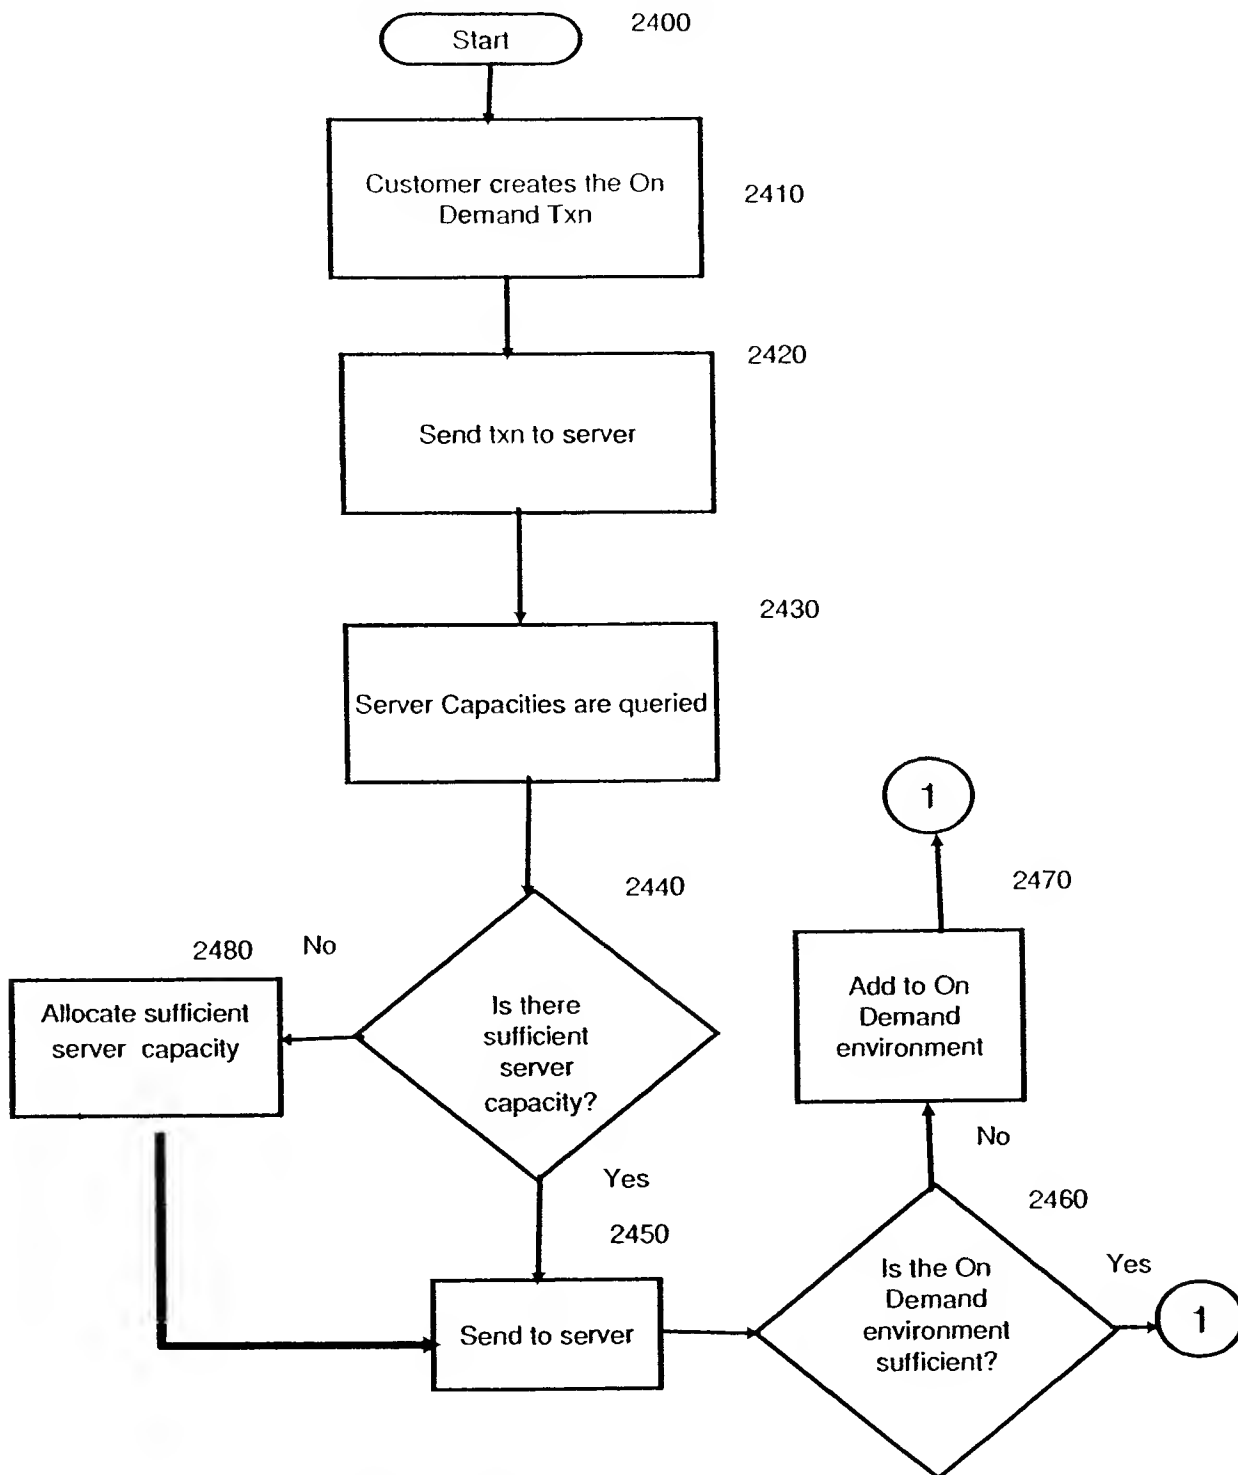 Start
2400
Customer creates the On
Demand Txn
2410
2420
Send txn to server
2430
Server Capacities are queried
1
2440
2470
2480
No
Allocate sufficient
server capacity
Is there
sufficient
server
capacity?
Add to On
Demand
environment
No
Yes
2460
2450
Is the On
Demand
environment
sufficient?
Yes
1
Send to server